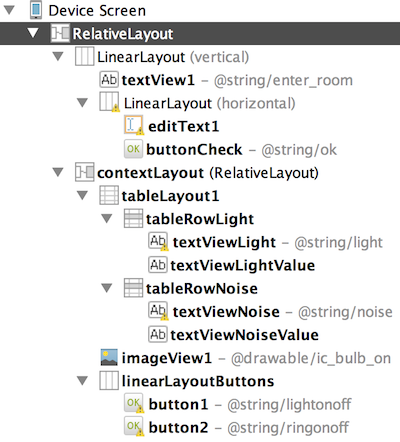 Device Screen
RelativeLayout
LinearLayout (vertical)
Ab textView1 – @string/enter_room
LinearLayout (horizontal)
editText1
OK buttonCheck – @string/ok
contextLayout (RelativeLayout)
tableLayout1
tableRowLight
Ab textViewLight – @string/light
Ab textViewLightValue
tableRowNoise
Ab textViewNoise – @string/noise
Ab textViewNoiseValue
imageView1 – @drawable/ic_bulb_on
linearLayoutButtons
OK button1 – @string/lightonoff
OK button2 – @string/ringonoff